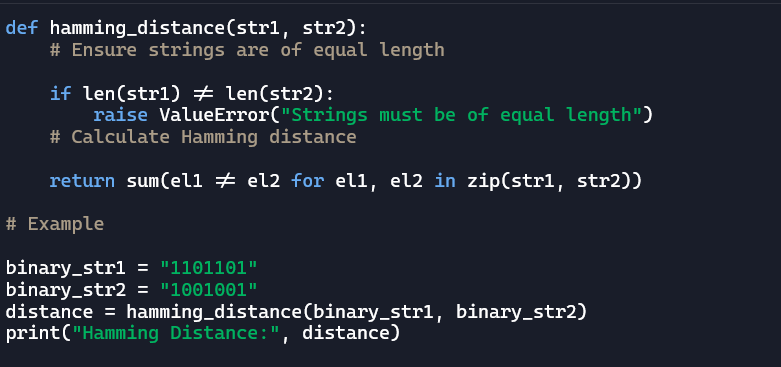 def hamming_distance(str1, str2):
    # Ensure strings are of equal length
    if len(str1) ≠ len(str2):
        raise ValueError("Strings must be of equal length")
    # Calculate Hamming distance
    return sum(el1 ≠ el2 for el1, el2 in zip(str1, str2))
# Example
binary_str1 = "1101101"
binary_str2 = "1001001"
distance = hamming_distance(binary_str1, binary_str2)
print("Hamming Distance:", distance)